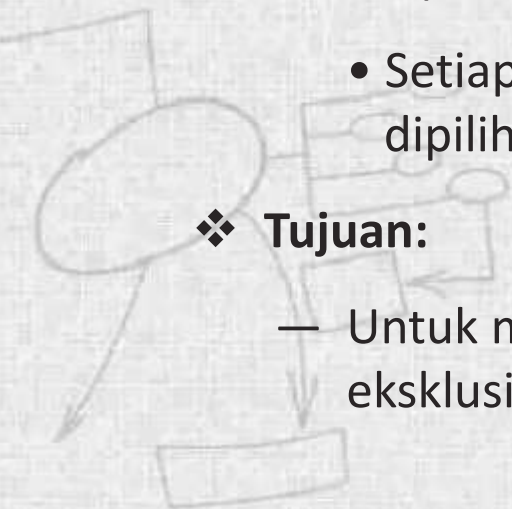 • Setiap
dipilih
❖ Tujuan:
— Untuk
eksklusi